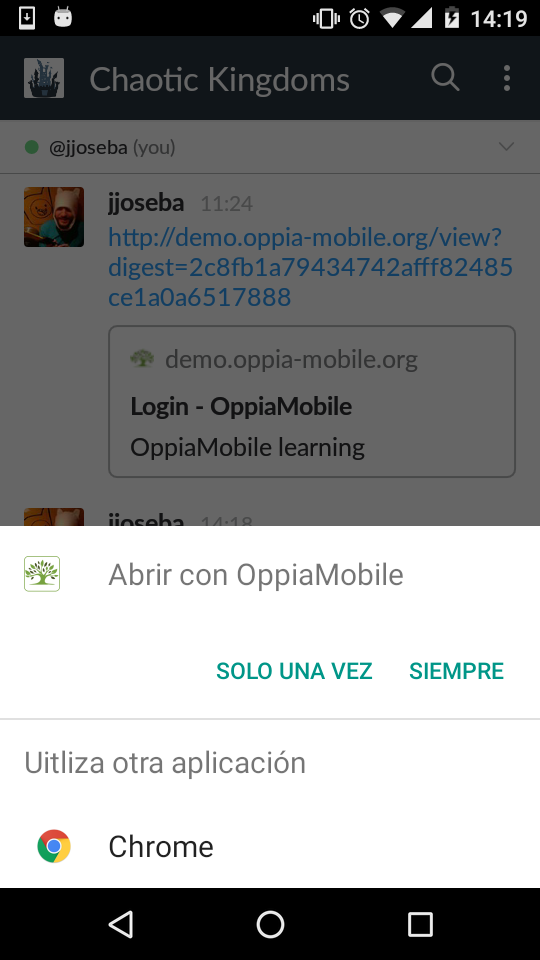 14:19
Chaotic Kingdoms
@jjoseba (you)
jjoseba 11:24
http://demo.oppia-mobile.org/view?
digest=2c8fb1a79434742afff82485
ce1a0a6517888
demo.oppia-mobile.org
Login - OppiaMobile
OppiaMobile learning
jjoseba 14:18
Abrir con OppiaMobile
SOLO UNA VEZ SIEMPRE
Uitliza otra aplicación
Chrome